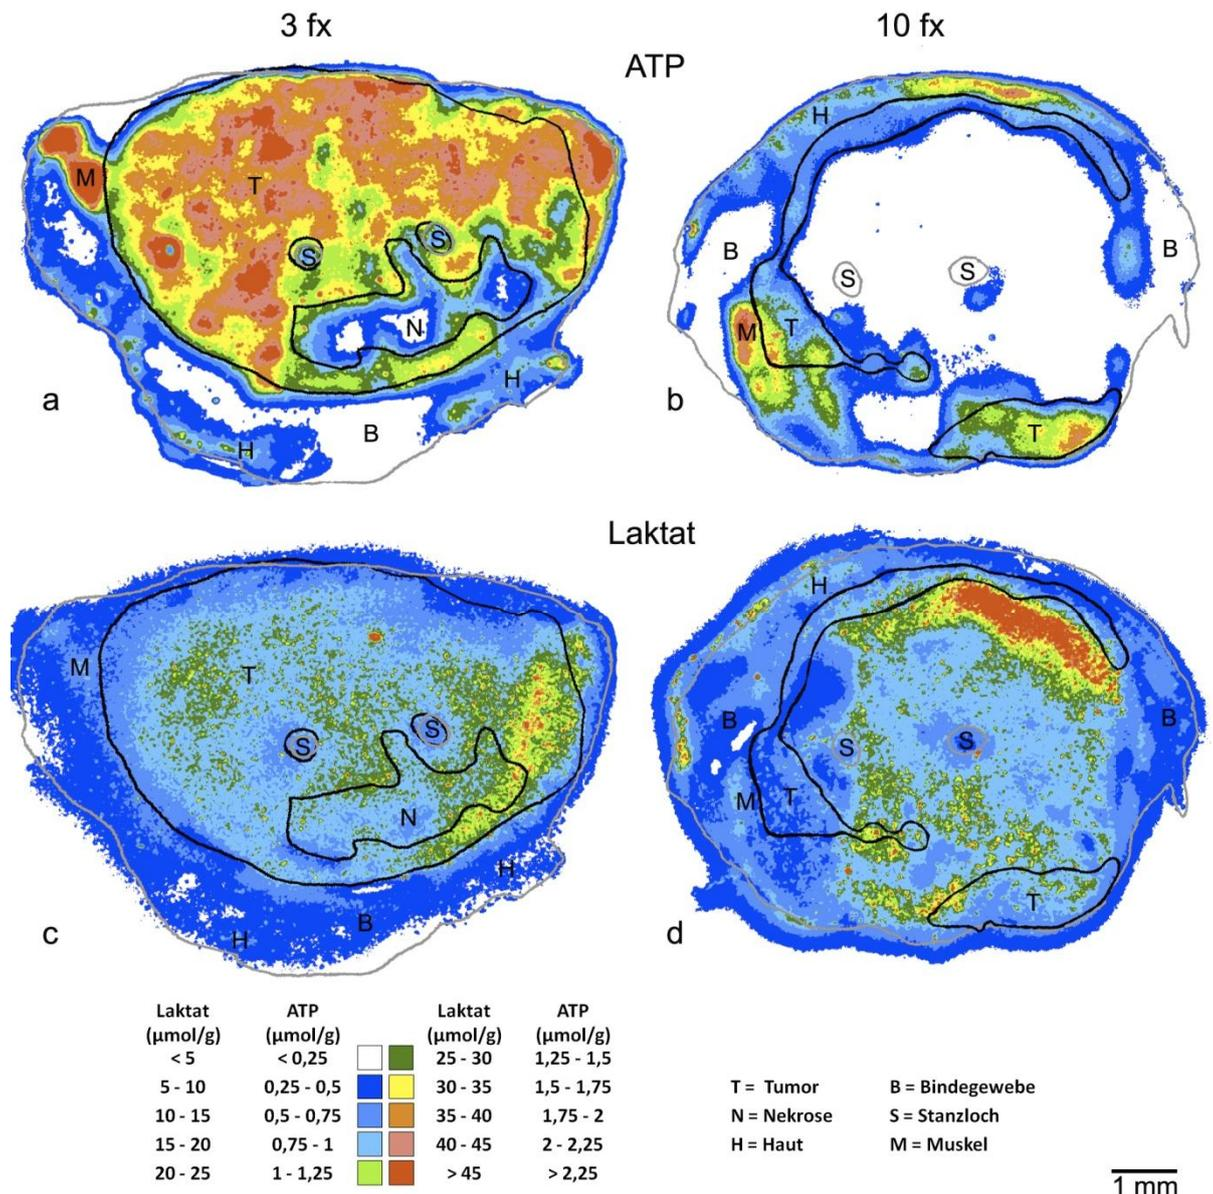 3 fx
10 fx
ATP
M
T
S
S
N
H
H
B
a
H
B
B
S
S
M
T
T
b
Laktat
M
T
S
S
N
H
B
H
c
H
B
B
S
S
M
T
T
d
Laktat (µmol/g) ATP (µmol/g) Laktat (µmol/g) ATP (µmol/g)
< 5 < 0,25 25 - 30 1,25 - 1,5
5 - 10 0,25 - 0,5 30 - 35 1,5 - 1,75
10 - 15 0,5 - 0,75 35 - 40 1,75 - 2
15 - 20 0,75 - 1 40 - 45 2 - 2,25
20 - 25 1 - 1,25 > 45 > 2,25
T = Tumor B = Bindegewebe
N = Nekrose S = Stanzloch
H = Haut M = Muskel
1 mm